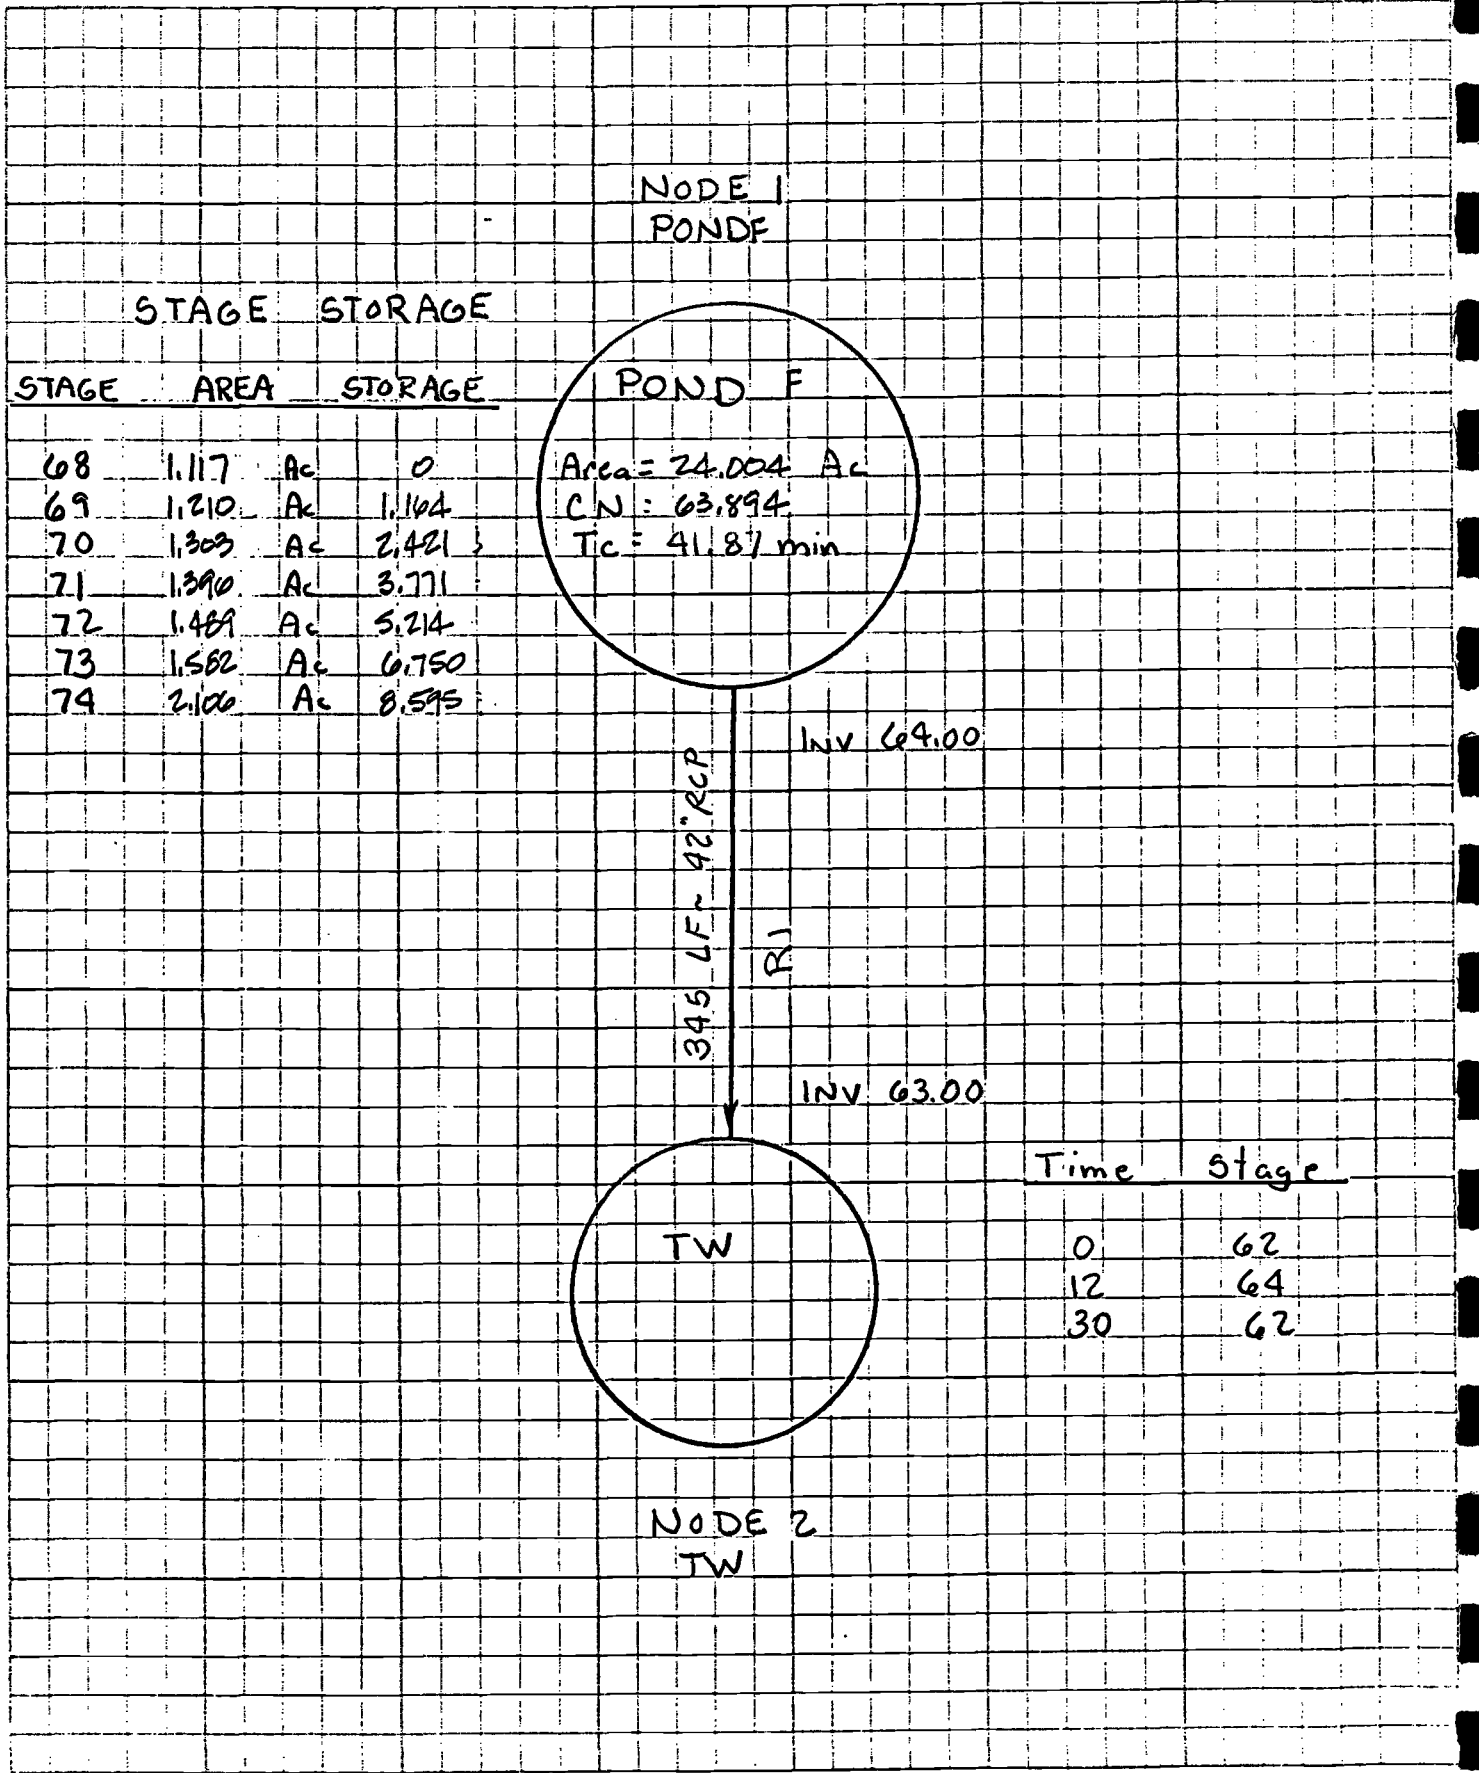 NODE 1
PONDF
STAGE STORAGE
STAGE AREA STORAGE
68 1.117 Ac 0
69 1.210 Ac 1.164
70 1.303 Ac 2.421
71 1.396 Ac 3.771
72 1.489 Ac 5.214
73 1.582 Ac 6.750
74 2.106 Ac 8.595
POND F
Area = 24.004 Ac
CN = 63.894
Tc = 41.87 min
INV 64.00
345 LF ~ 42" RCP
R1
INV 63.00
TW
Time Stage
0 62
12 64
30 62
NODE 2
TW